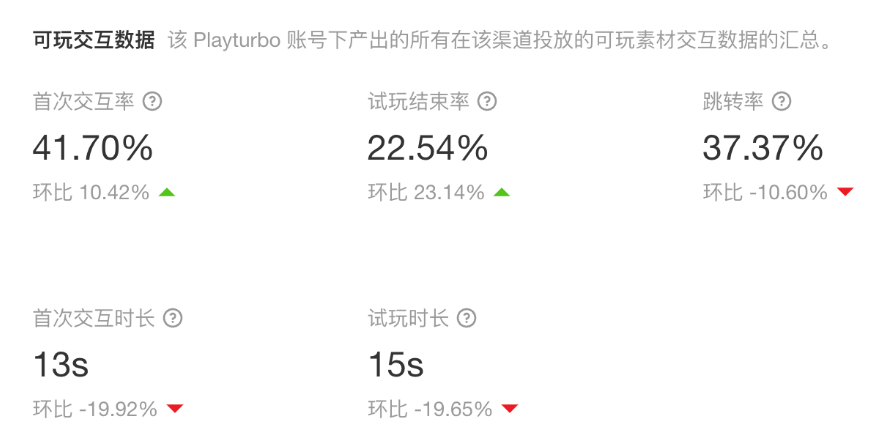 可玩交互数据 该 Playturbo 账号下产出的所有在该渠道投放的可玩素材交互数据的汇总。
首次交互率 ? 试玩结束率 ? 跳转率 ?
41.70% 22.54% 37.37%
环比 10.42% 环比 23.14% 环比 -10.60%
首次交互时长 ? 试玩时长 ?
13s 15s
环比 -19.92% 环比 -19.65%